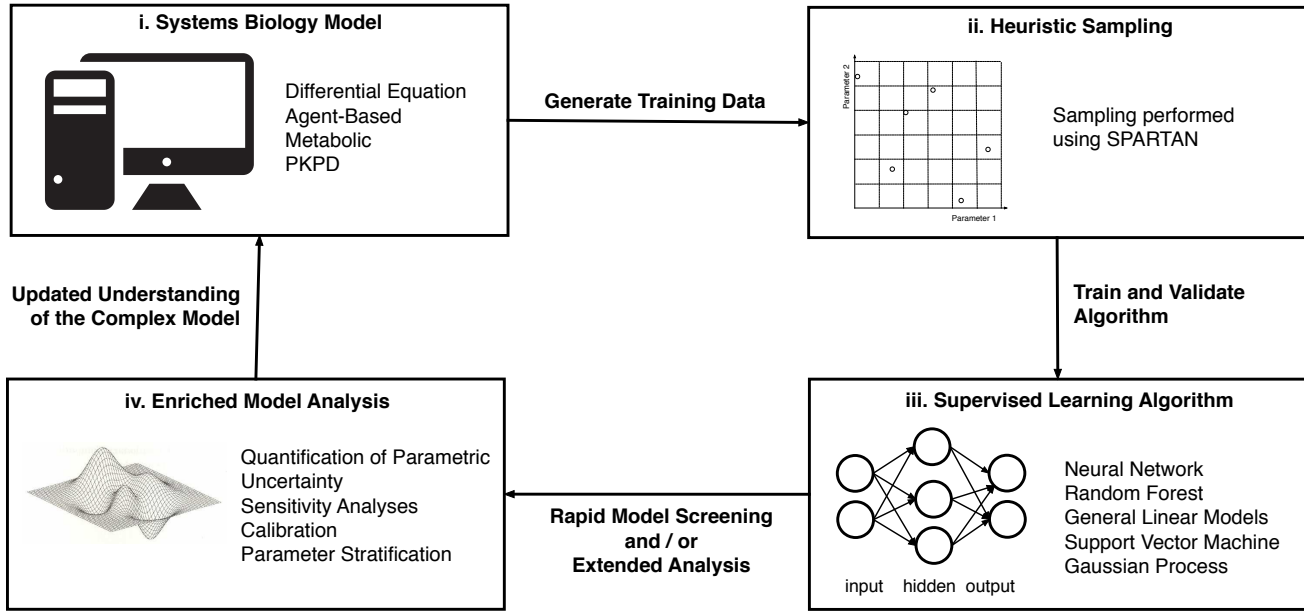 i. Systems Biology Model
Differential Equation
Agent-Based
Metabolic
PKPD
Generate Training Data
ii. Heuristic Sampling
Parameter 2
Parameter 1
Sampling performed
using SPARTAN
Train and Validate
Algorithm
iii. Supervised Learning Algorithm
Neural Network
Random Forest
General Linear Models
Support Vector Machine
Gaussian Process
input hidden output
Rapid Model Screening
and / or
Extended Analysis
iv. Enriched Model Analysis
Quantification of Parametric
Uncertainty
Sensitivity Analyses
Calibration
Parameter Stratification
Updated Understanding
of the Complex Model